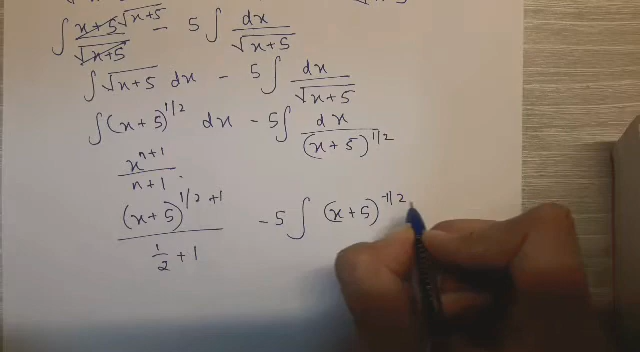 ∫ (x+5)√(x+5) / √(x+5) − 5 ∫ dx / √(x+5)
∫ √(x+5) dx − 5 ∫ dx / √(x+5)
∫ (x+5)^1/2 dx − 5 ∫ dx / (x+5)^1/2
x^n+1 / n+1 .
(x+5)^1/2 +1 / 1/2 + 1 − 5 ∫ (x+5)^-1/2